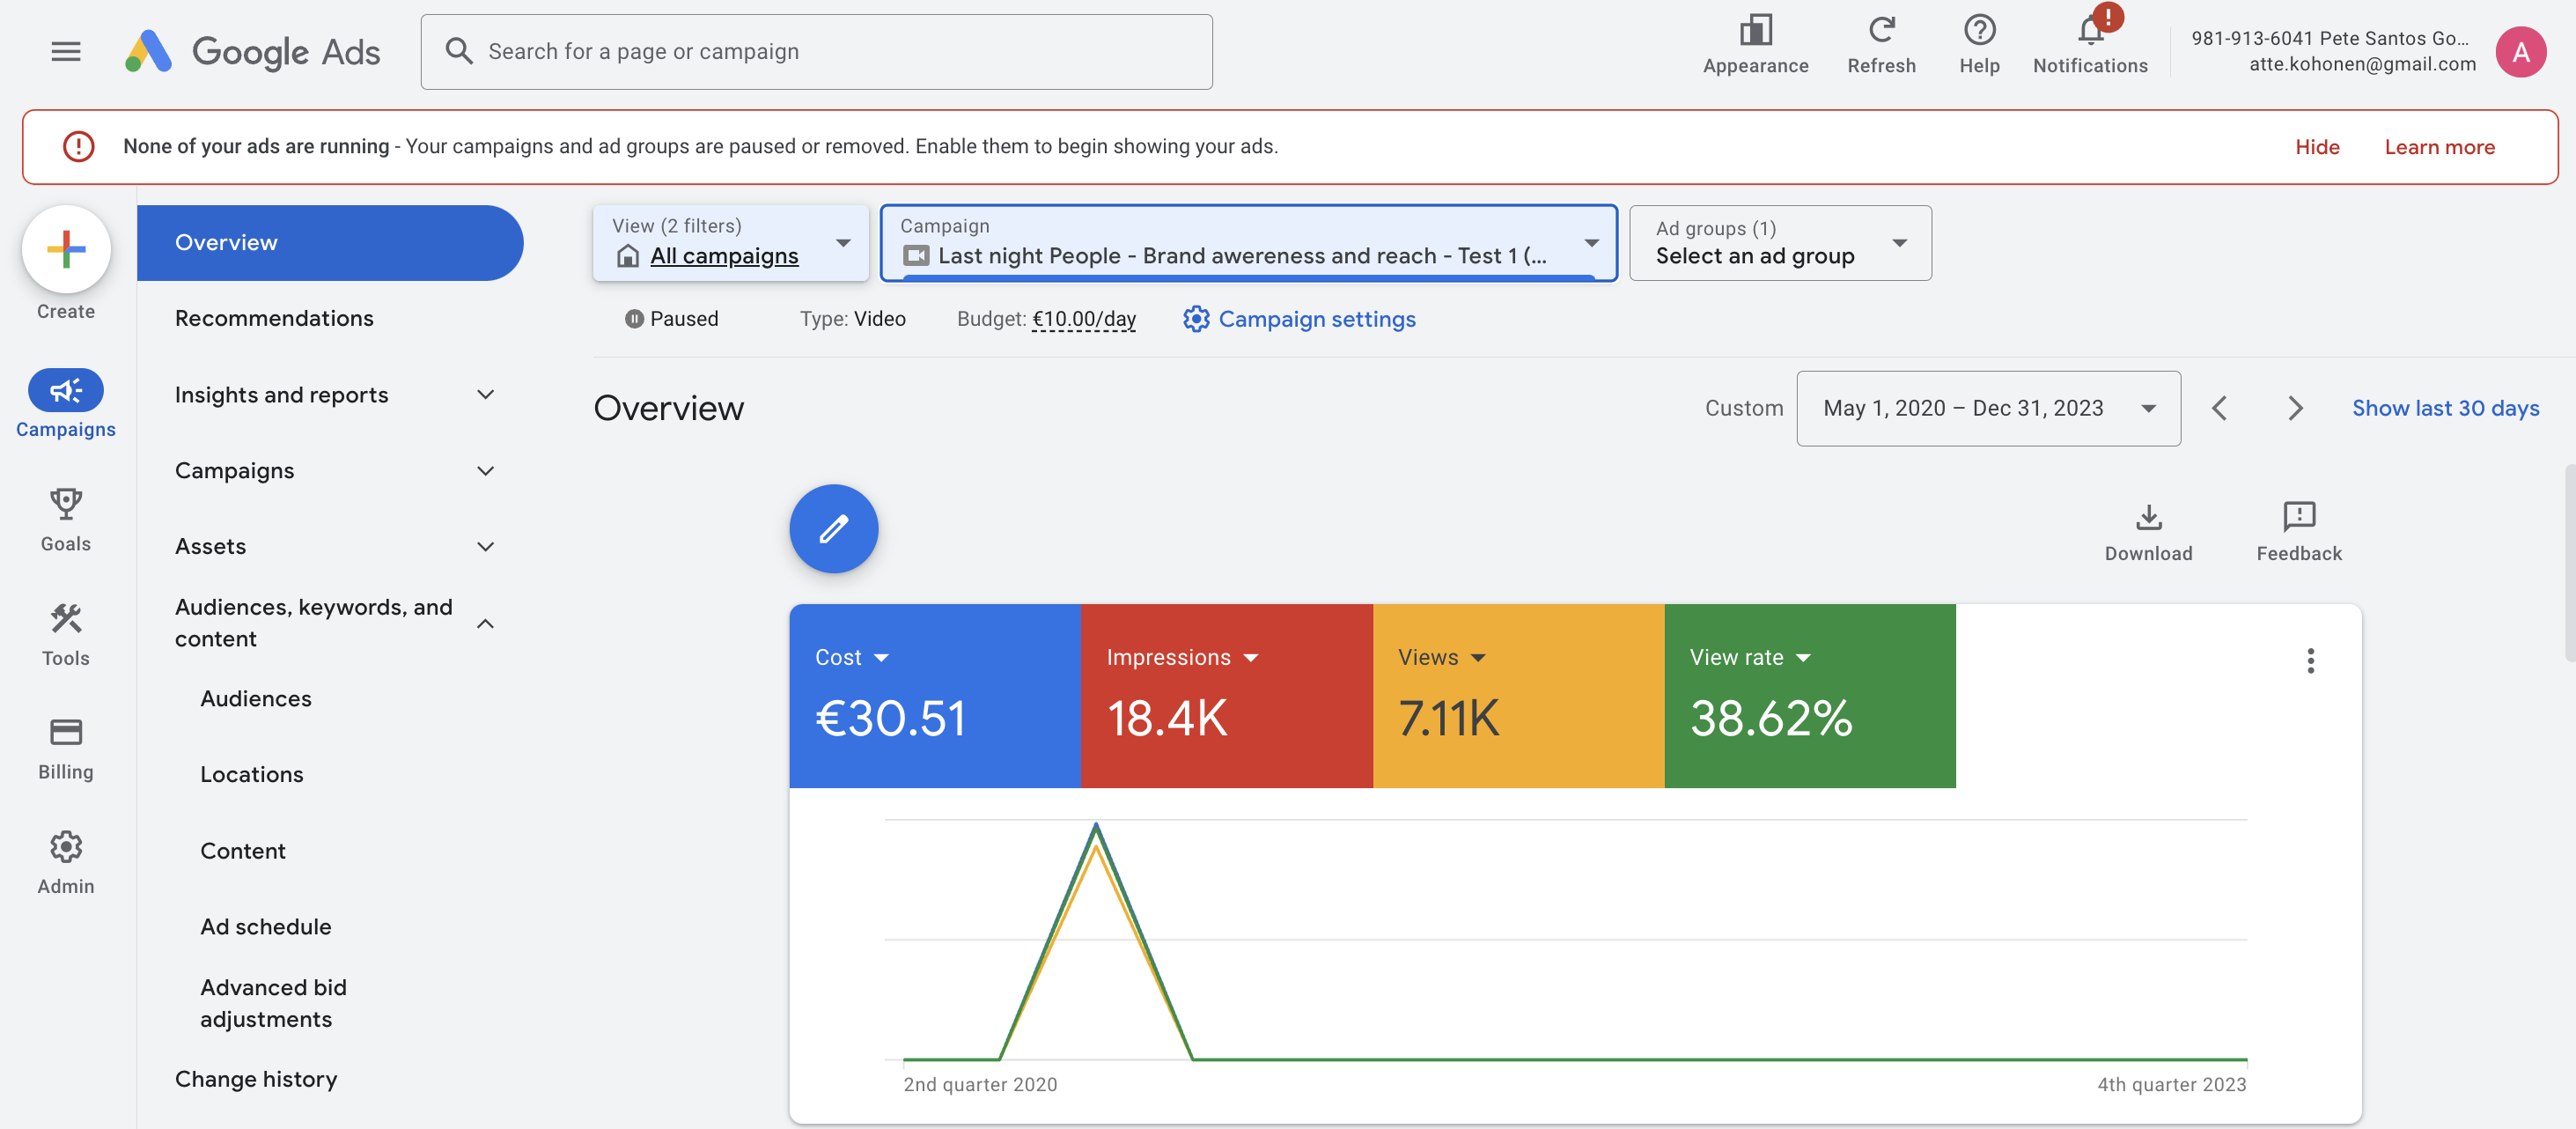 Google Ads
Search for a page or campaign
Appearance
Refresh
Help
!
Notifications
981-913-6041 Pete Santos Go...
atte.kohonen@gmail.com
A
None of your ads are running - Your campaigns and ad groups are paused or removed. Enable them to begin showing your ads.
Hide
Learn more
Create
Campaigns
Goals
Tools
Billing
Admin
Overview
Recommendations
Insights and reports
Campaigns
Assets
Audiences, keywords, and
content
Audiences
Locations
Content
Ad schedule
Advanced bid
adjustments
Change history
View (2 filters)
All campaigns
Campaign
Last night People - Brand awereness and reach - Test 1 (...
Ad groups (1)
Select an ad group
Paused
Type: Video
Budget: €10.00/day
Campaign settings
Overview
Custom
May 1, 2020 – Dec 31, 2023
Show last 30 days
Download
Feedback
Cost
€30.51
Impressions
18.4K
Views
7.11K
View rate
38.62%
2nd quarter 2020
4th quarter 2023